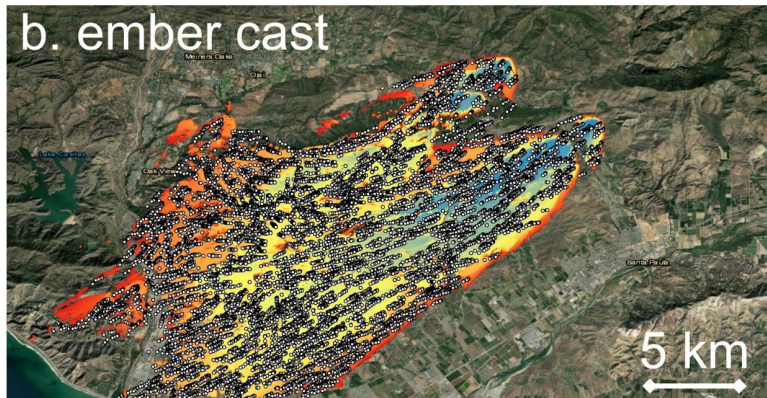 b. ember cast
Meiners Oaks
Ojai
Lake Casitas
Oak View
Santa Paula
5 km